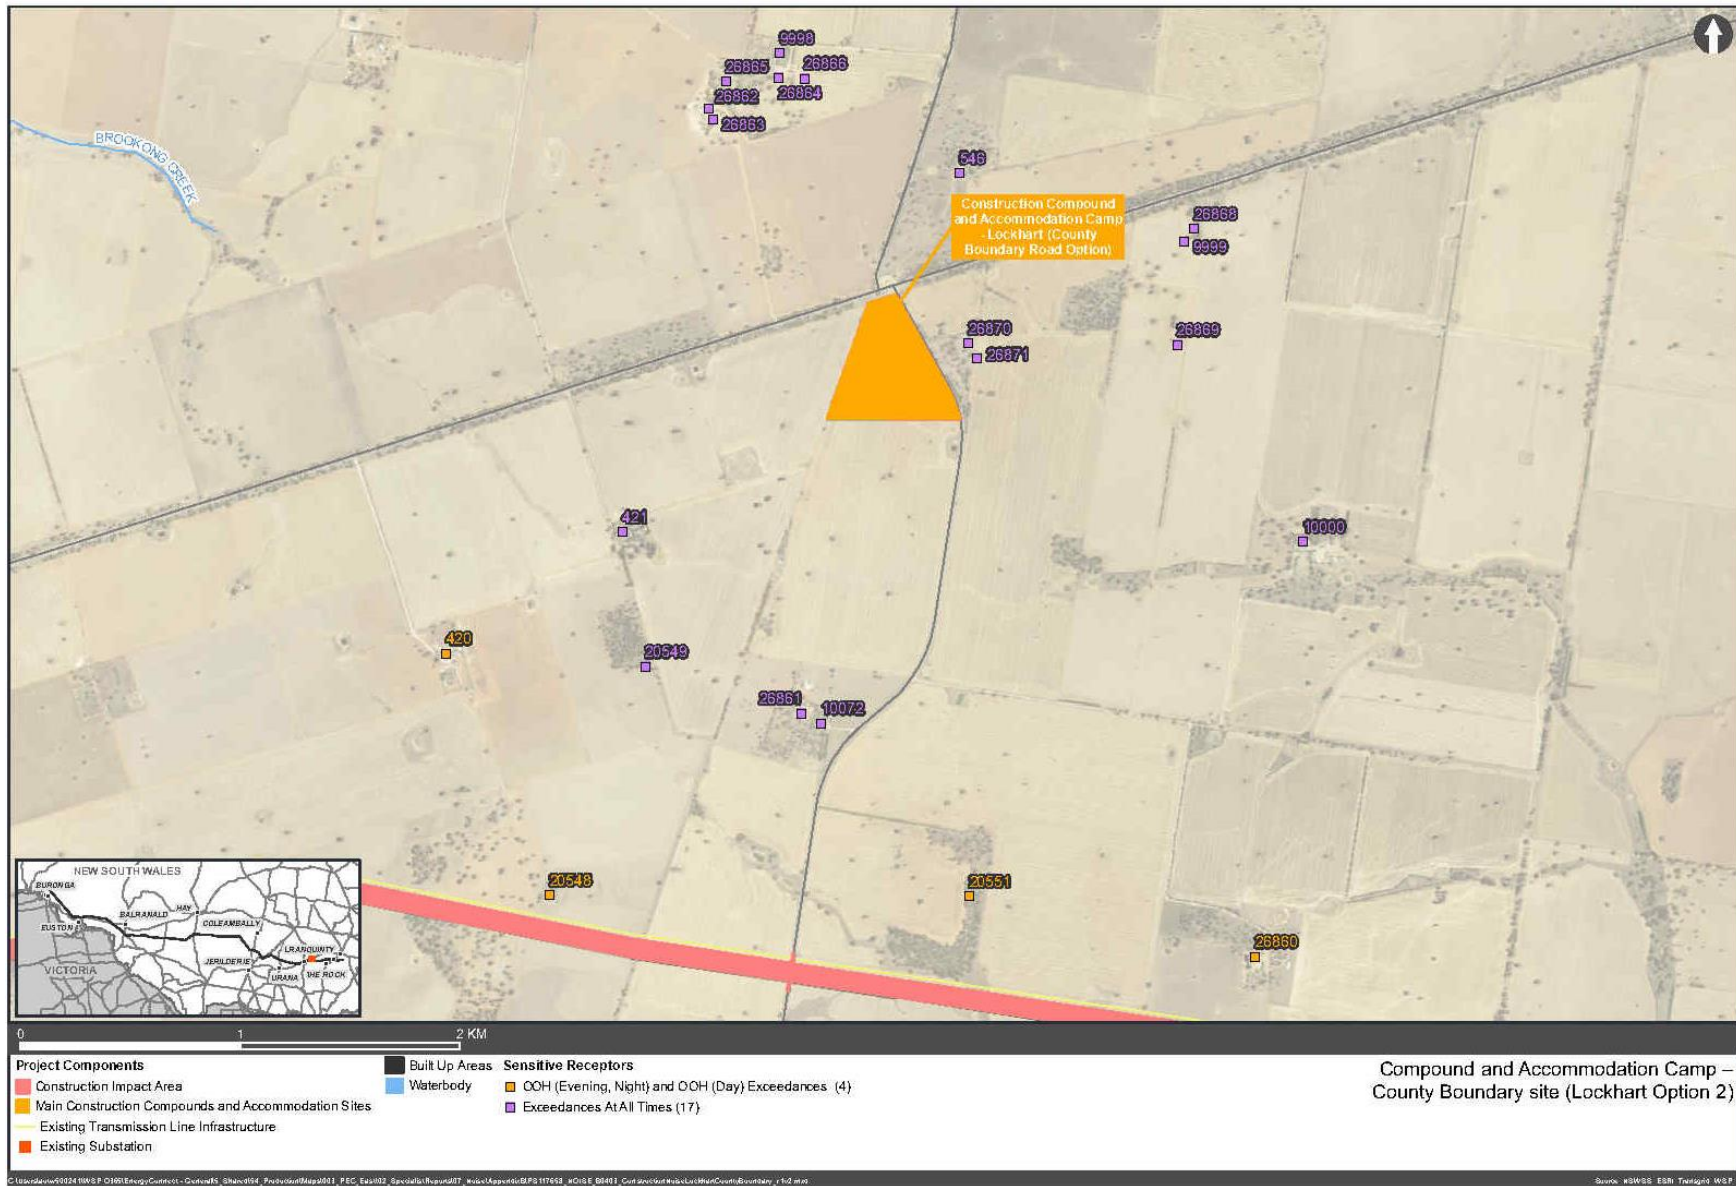 9998
26865
26866
26864
26862
26863
BROOKONG CREEK
546
Construction Compound
and Accommodation Camp
- Lockhart (County
Boundary Road Option)
26868
9999
26870
26869
26871
421
10000
420
20549
26861
10072
20548
20551
26860
NEW SOUTH WALES
BURONGA
BALRANALD
HAY
EUSTON
COLEAMBALLY
JERILDERIE
URANA
THE ROCK
VICTORIA
0 1 2 KM
Project Components
Construction Impact Area
Main Construction Compounds and Accommodation Sites
Existing Transmission Line Infrastructure
Existing Substation
Built Up Areas
Waterbody
Sensitive Receptors
OOH (Evening, Night) and OOH (Day) Exceedances (4)
Exceedances At All Times (17)
Compound and Accommodation Camp –
County Boundary site (Lockhart Option 2)